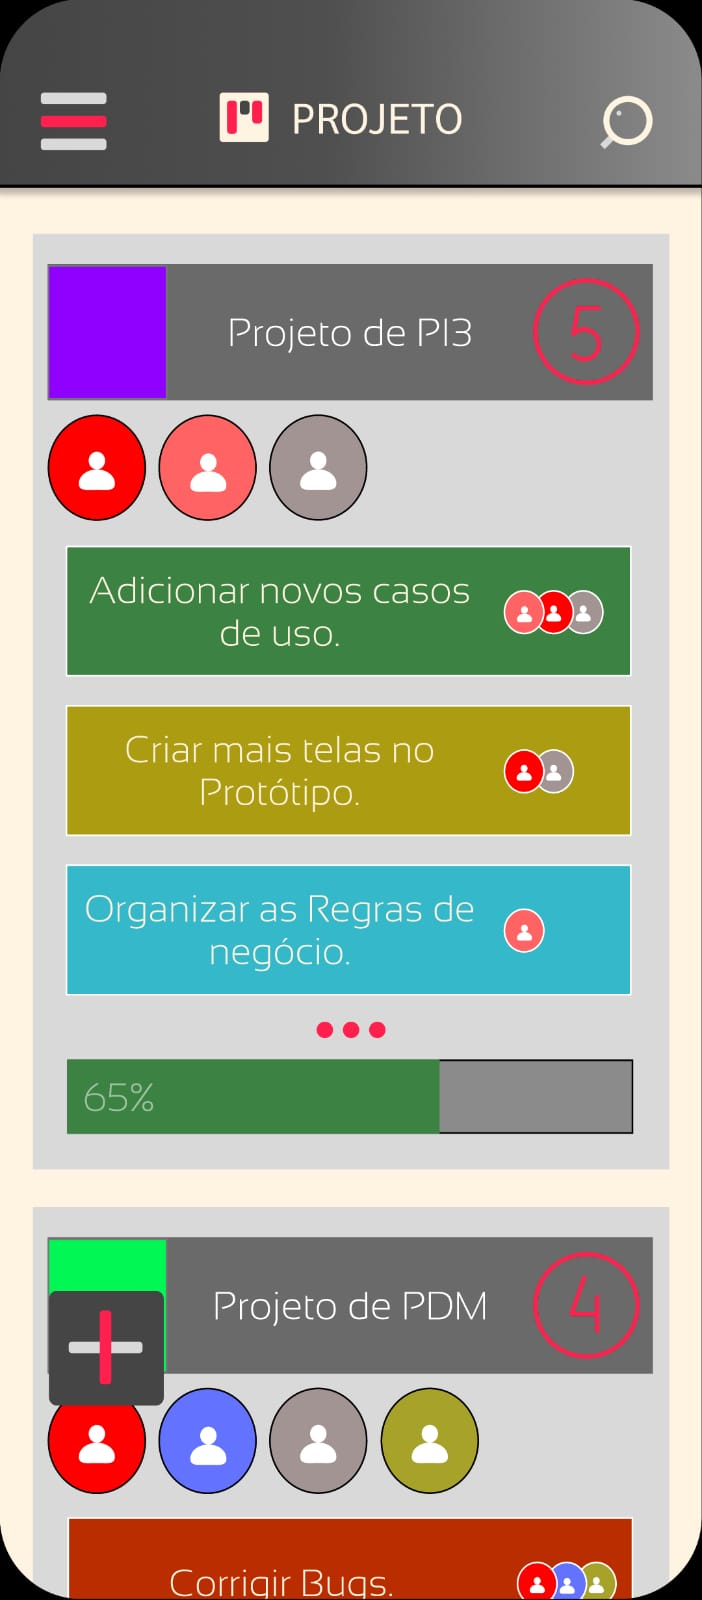 PROJETO
Projeto de PI3
5
Adicionar novos casos
de uso.
Criar mais telas no
Protótipo.
Organizar as Regras de
negócio.
65%
Projeto de PDM
4
Corrigir Bugs.